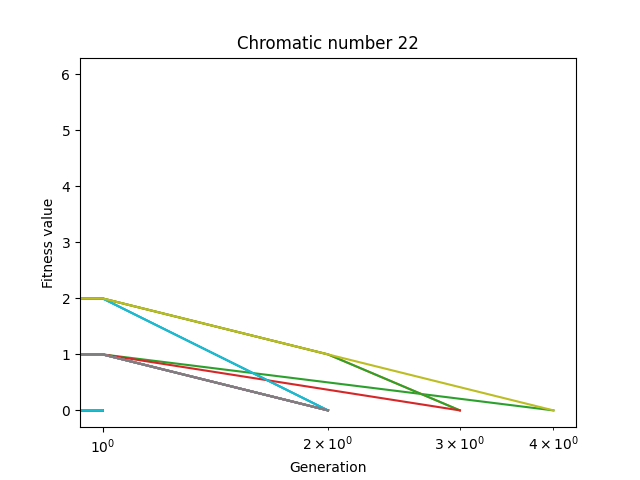 Chromatic number 22
Fitness value
6
5
4
3
2
1
0
10⁰
2 × 10⁰
3 × 10⁰
4 × 10⁰
Generation